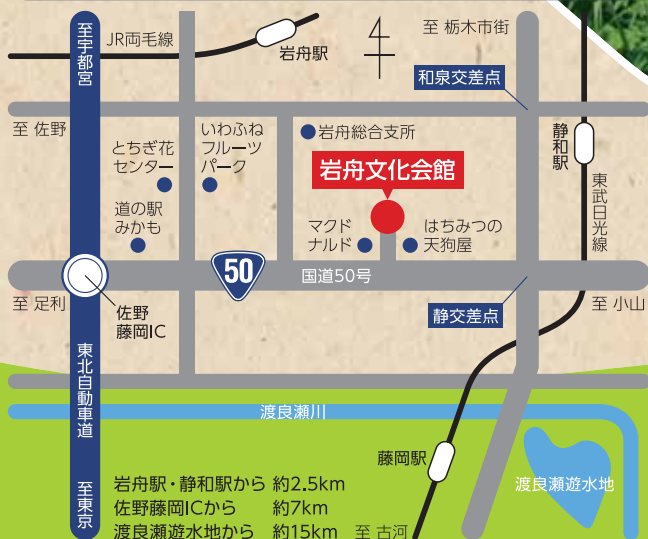 至宇都宮
JR両毛線
岩舟駅
至 栃木市街
和泉交差点
至 佐野
とちぎ花
センター
いわふね
フルーツ
パーク
岩舟総合支所
岩舟文化会館
静和駅
東武日光線
道の駅
みかも
マクド
ナルド
はちみつの
天狗屋
50
国道50号
至 足利
佐野
藤岡IC
静交差点
至 小山
東北自動車道
渡良瀬川
藤岡駅
渡良瀬遊水地
岩舟駅・静和駅から 約2.5km
佐野藤岡ICから 約7km
渡良瀬遊水地から 約15km
至 古河
至東京